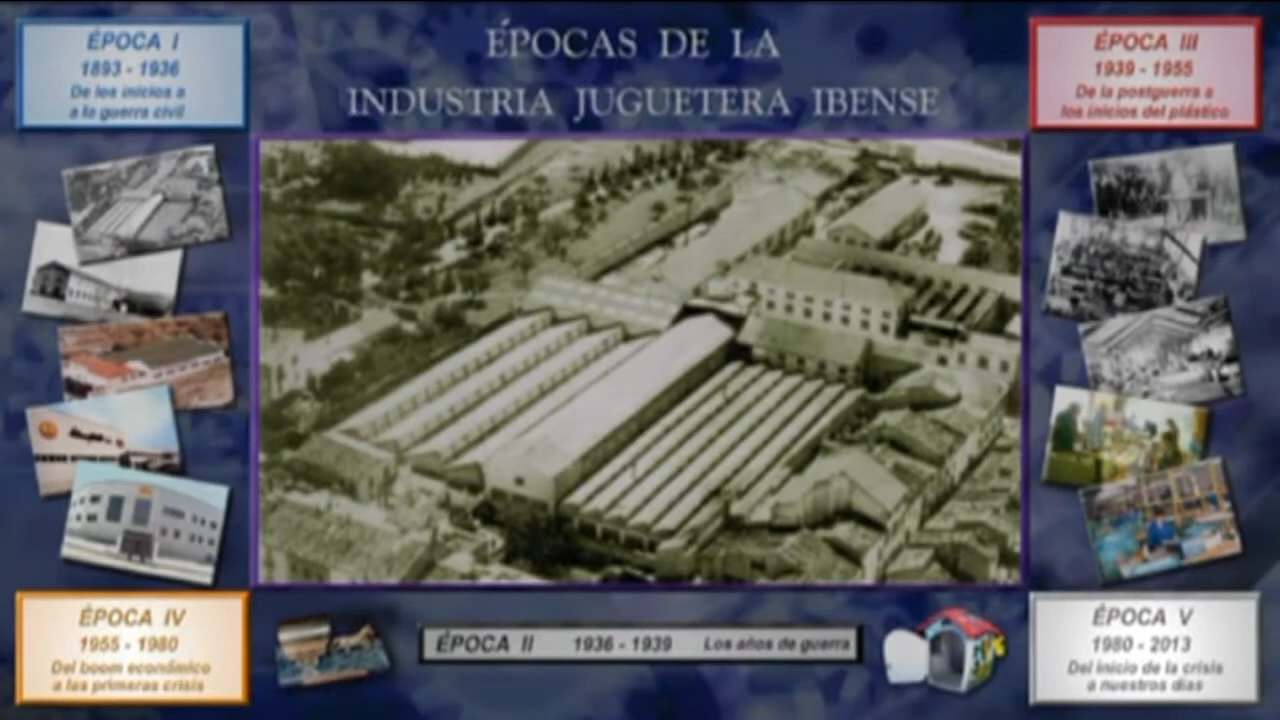 ÉPOCAS DE LA
INDUSTRIA JUGUETERA IBENSE
ÉPOCA I
1893 - 1936
De los inicios a
a la guerra civil
ÉPOCA III
1939 - 1955
De la postguerra a
los inicios del plástico
ÉPOCA IV
1955 - 1980
Del boom económico
a las primeras crisis
ÉPOCA II 1936 - 1939 Los años de guerra
ÉPOCA V
1980 - 2013
Del inicio de la crisis
a nuestros días